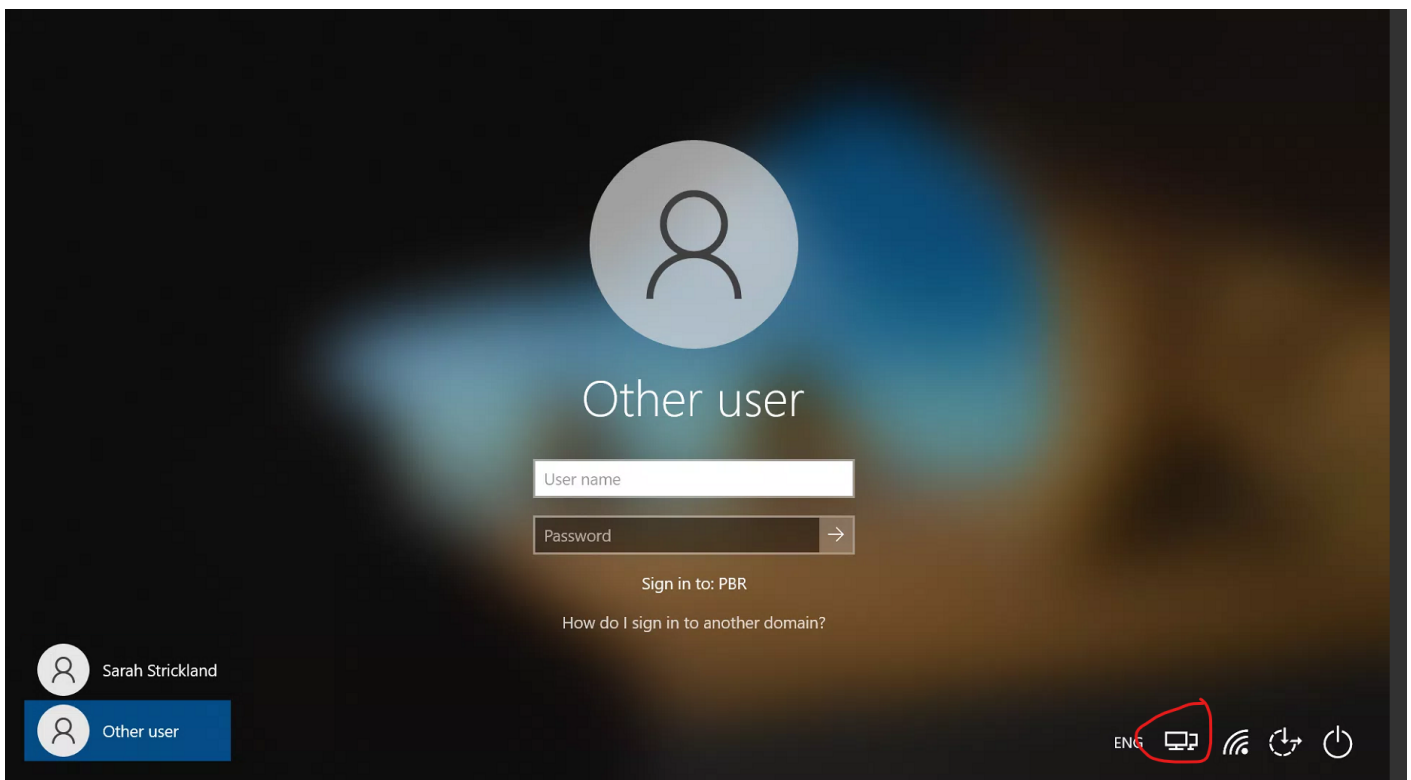 Other user
User name
Password
Sign in to: PBR
How do I sign in to another domain?
Sarah Strickland
Other user
ENG